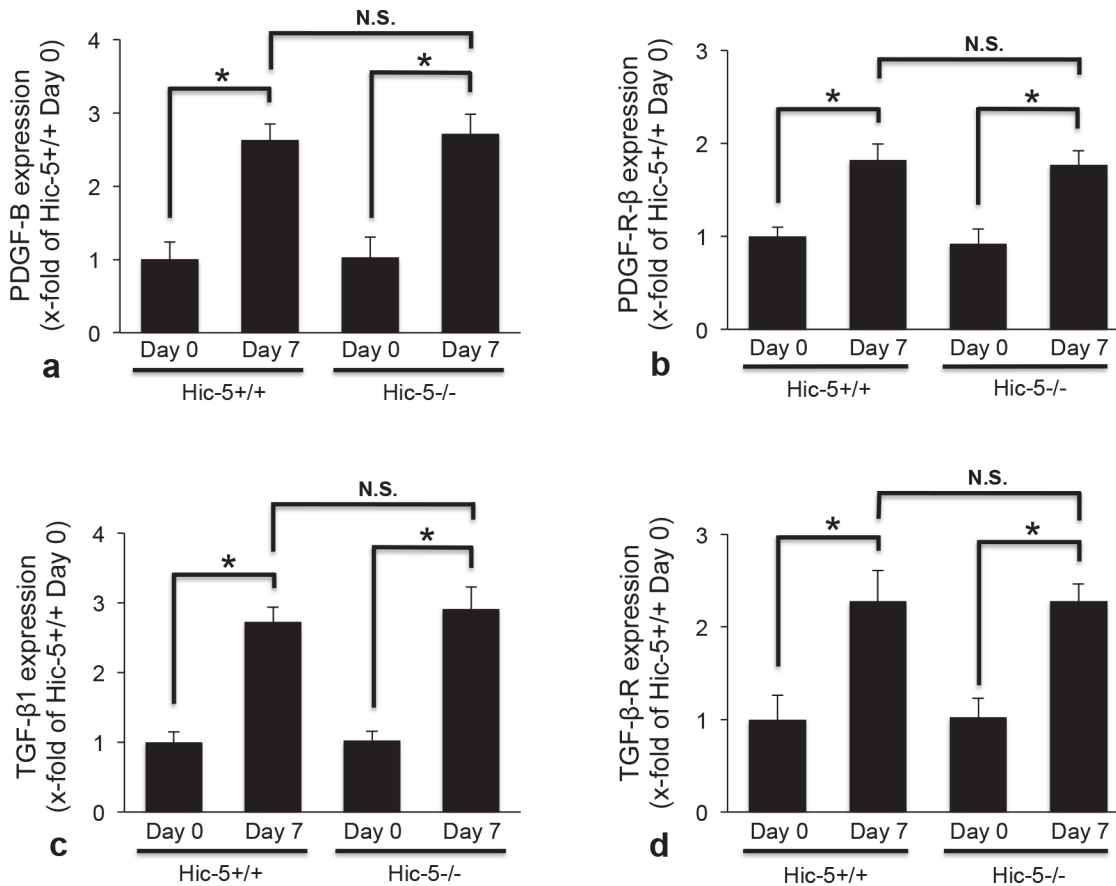 N.S.
*
*
PDGF-B expression
(x-fold of Hic-5+/+ Day 0)
4
3
2
1
0
Day 0 Day 7 Day 0 Day 7
Hic-5+/+ Hic-5-/-
a
N.S.
*
*
PDGF-R-β expression
(x-fold of Hic-5+/+ Day 0)
3
2
1
0
Day 0 Day 7 Day 0 Day 7
Hic-5+/+ Hic-5-/-
b
N.S.
*
*
TGF-β1 expression
(x-fold of Hic-5+/+ Day 0)
4
3
2
1
0
Day 0 Day 7 Day 0 Day 7
Hic-5+/+ Hic-5-/-
c
N.S.
*
*
TGF-β-R expression
(x-fold of Hic-5+/+ Day 0)
3
2
1
0
Day 0 Day 7 Day 0 Day 7
Hic-5+/+ Hic-5-/-
d